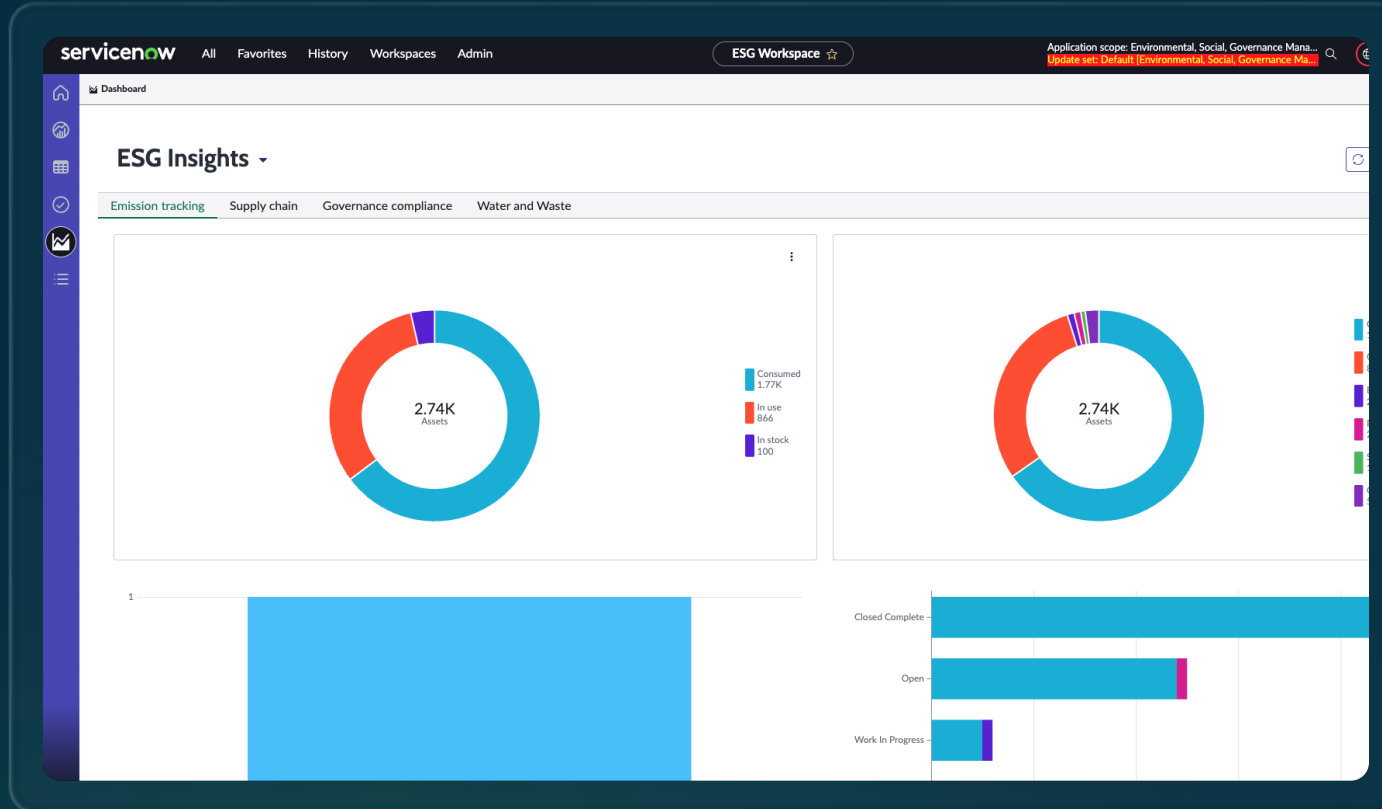 servicenow
All
Favorites
History
Workspaces
Admin
ESG Workspace
Application scope: Environmental, Social, Governance Mana...
Update set: Default [Environmental, Social, Governance Ma...
Dashboard
ESG Insights
Emission tracking
Supply chain
Governance compliance
Water and Waste
2.74K
Assets
Consumed
1.77K
In use
866
In stock
100
2.74K
Assets
1
Closed Complete
Open
Work In Progress